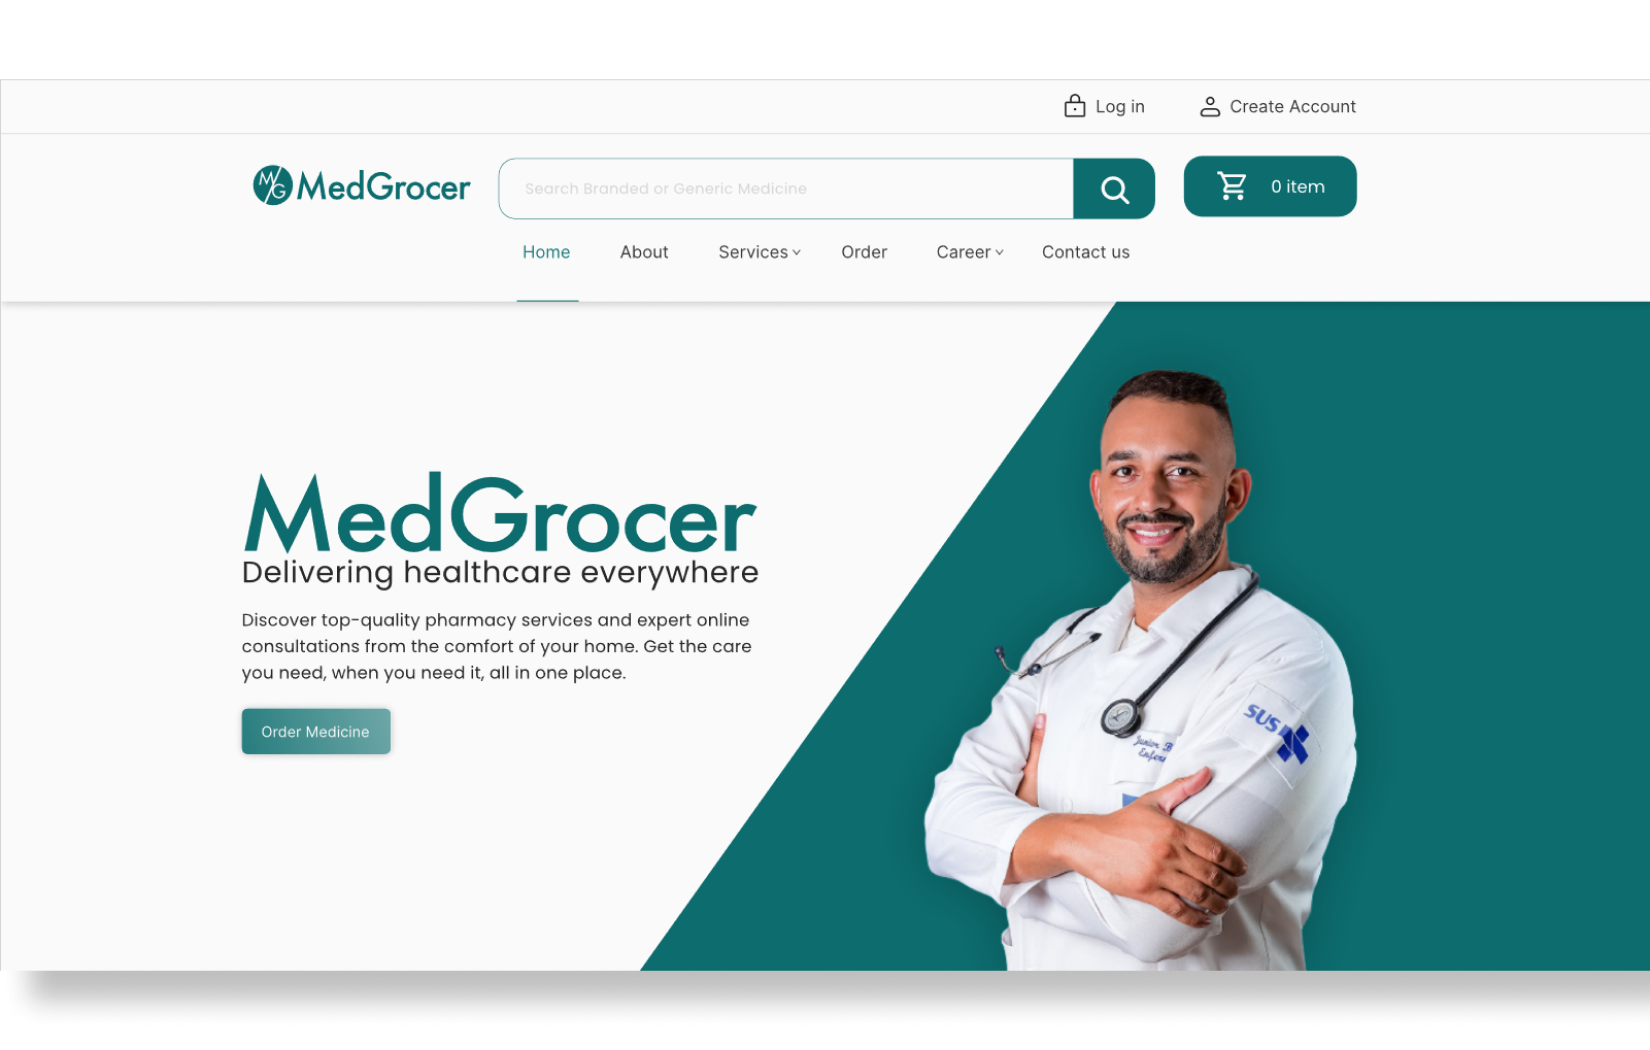 Log in
Create Account
MG MedGrocer
Search Branded or Generic Medicine
0 item
Home
About
Services
Order
Career
Contact us
MedGrocer
Delivering healthcare everywhere
Discover top-quality pharmacy services and expert online
consultations from the comfort of your home. Get the care
you need, when you need it, all in one place.
Order Medicine
SUS
Junior